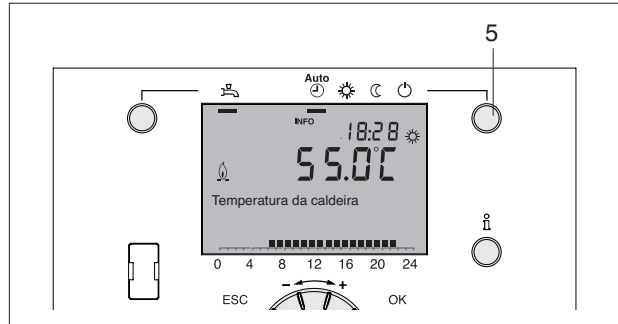 5
Auto
INFO
18:28
55.0°C
Temperatura da caldeira
0 4 8 12 16 20 24
- +
ESC OK